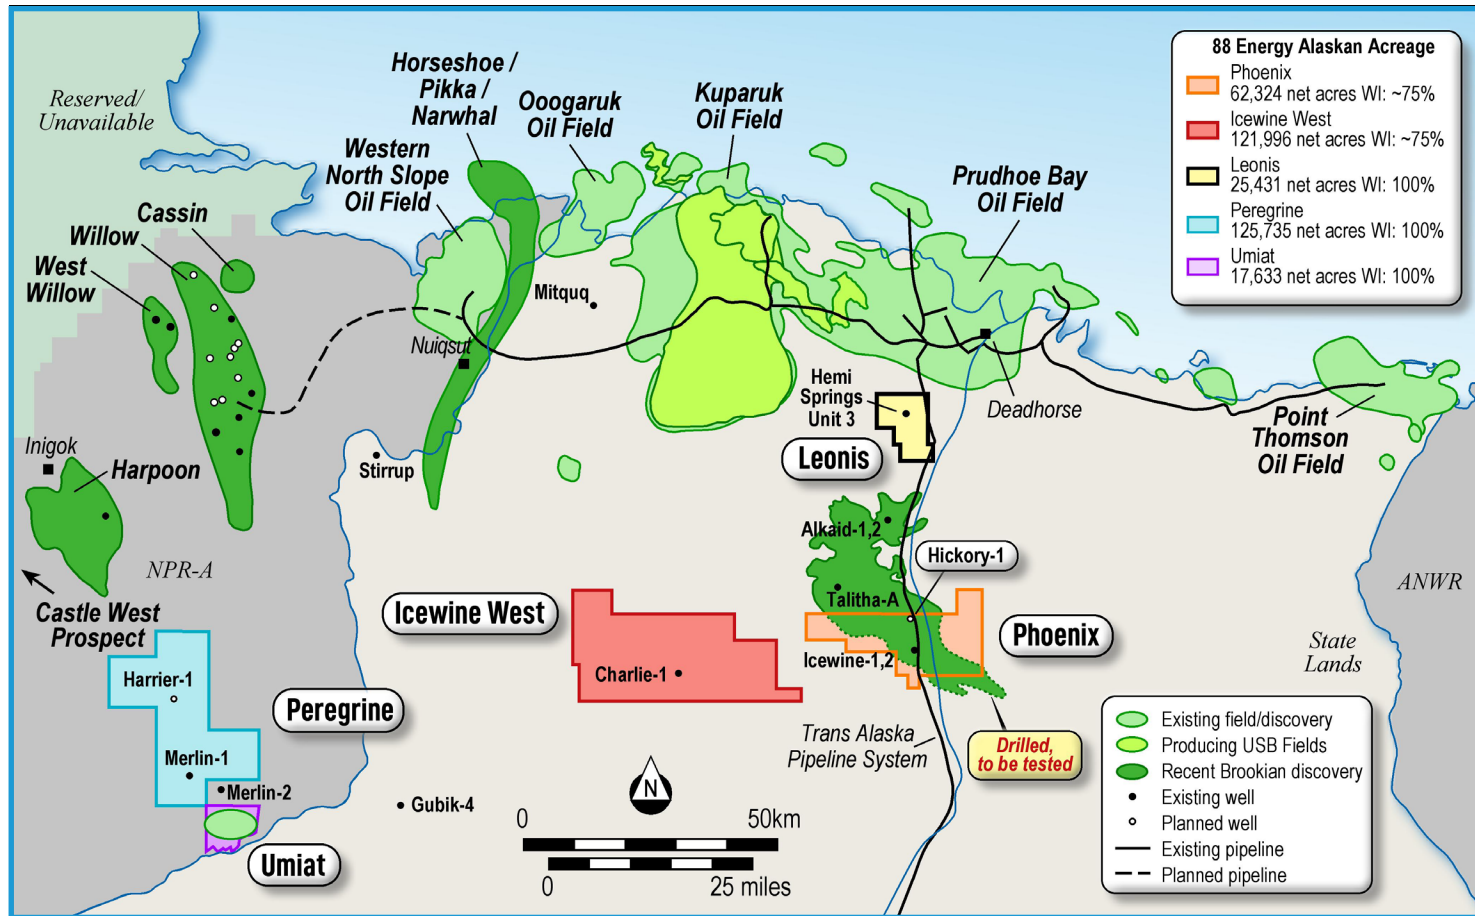 Reserved/
Unavailable
Horseshoe /
Pikka /
Narwhal
Ooogaruk
Oil Field
Kuparuk
Oil Field
Western
North Slope
Oil Field
Prudhoe Bay
Oil Field
Cassin
Willow
West
Willow
Mitquq
Nuiqsut
Hemi
Springs
Unit 3
Deadhorse
Point
Thomson
Oil Field
Leonis
Inigok
Harpoon
Stirrup
Alkaid-1,2
Hickory-1
NPR-A
ANWR
Castle West
Prospect
Icewine West
Talitha-A
Phoenix
State
Lands
Charlie-1
Icewine-1,2
Harrier-1
Peregrine
Merlin-1
Merlin-2
Trans Alaska
Pipeline System
Drilled,
to be tested
Gubik-4
Umiat
N
0 50km
0 25 miles
88 Energy Alaskan Acreage
Phoenix
62,324 net acres WI: ~75%
Icewine West
121,996 net acres WI: ~75%
Leonis
25,431 net acres WI: 100%
Peregrine
125,735 net acres WI: 100%
Umiat
17,633 net acres WI: 100%
Existing field/discovery
Producing USB Fields
Recent Brookian discovery
Existing well
Planned well
Existing pipeline
Planned pipeline